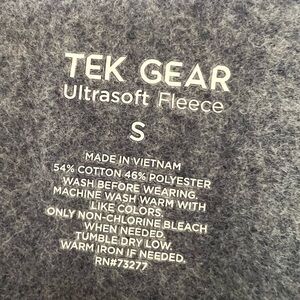 TEK GEAR
Ultrasoft Fleece
S
MADE IN VIETNAM
54% COTTON 46% POLYESTER
WASH BEFORE WEARING
MACHINE WASH WARM WITH
LIKE COLORS.
ONLY NON-CHLORINE BLEACH
WHEN NEEDED.
TUMBLE DRY LOW.
WARM IRON IF NEEDED.
RN#73277